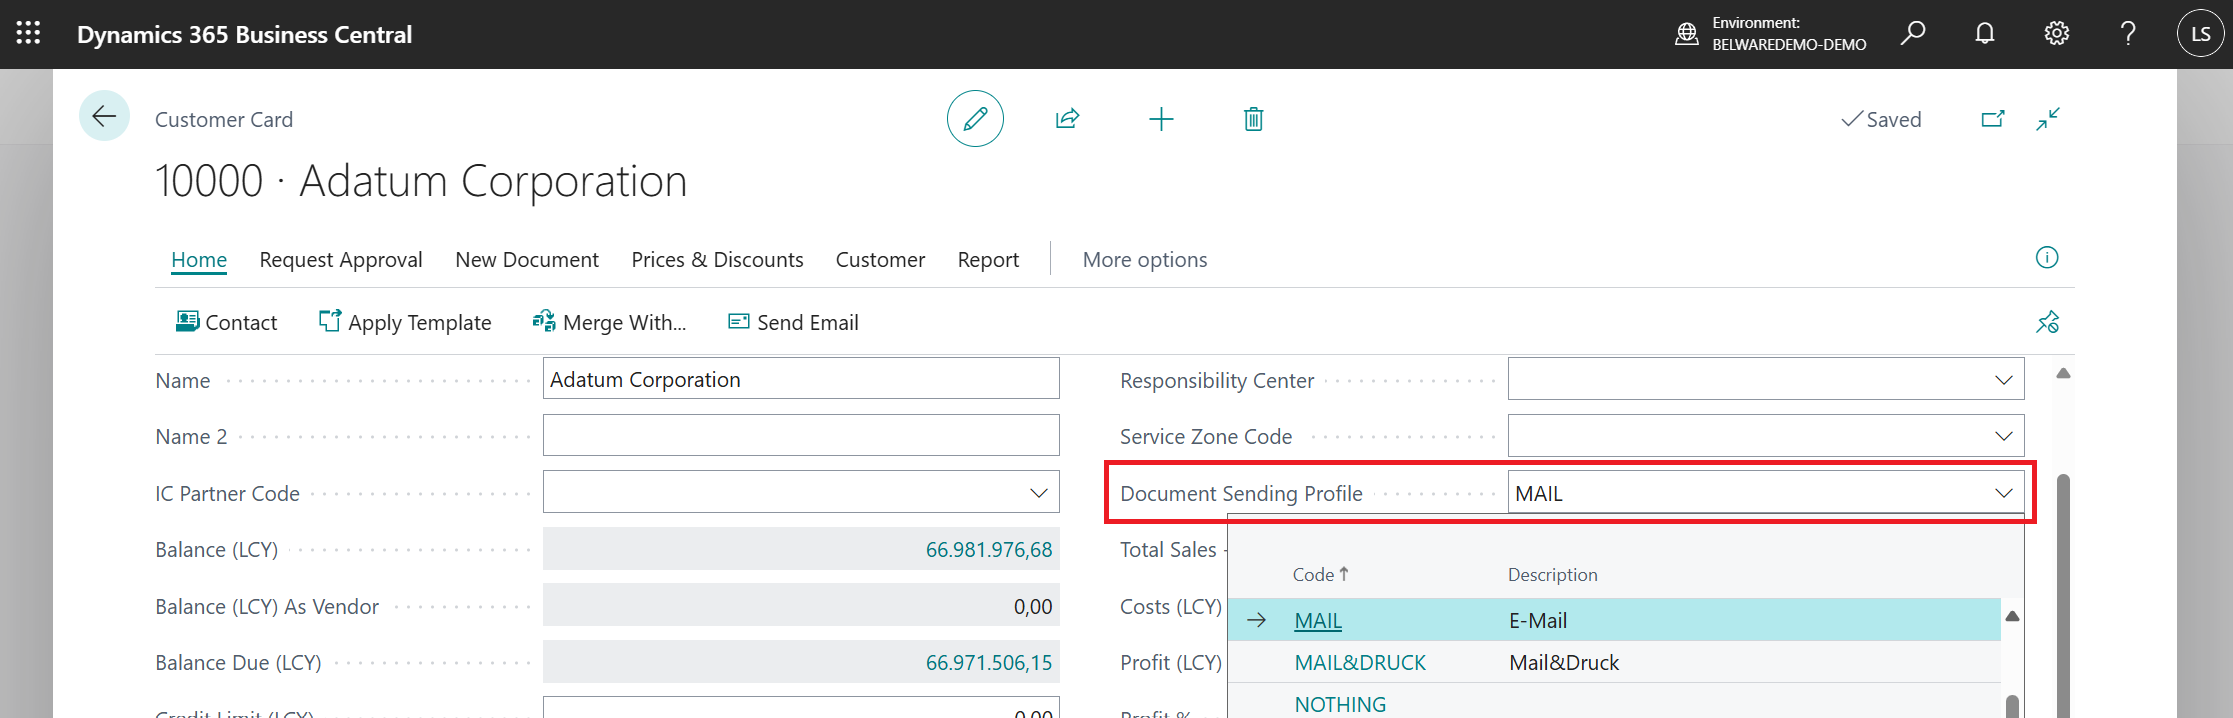 Dynamics 365 Business Central
Environment:
BELWAREDEMO-DEMO
LS
Customer Card
Saved
10000 · Adatum Corporation
Home Request Approval New Document Prices & Discounts Customer Report More options
Contact Apply Template Merge With... Send Email
Name Adatum Corporation Responsibility Center
Name 2 Service Zone Code
IC Partner Code Document Sending Profile MAIL
Balance (LCY) 66.981.976,68 Total Sales -
Code Description
Balance (LCY) As Vendor 0,00 Costs (LCY)
MAIL E-Mail
Balance Due (LCY) 66.971.506,15 Profit (LCY)
MAIL&DRUCK Mail&Druck
NOTHING
Credit Limit (LCY) 0,00 Profit %